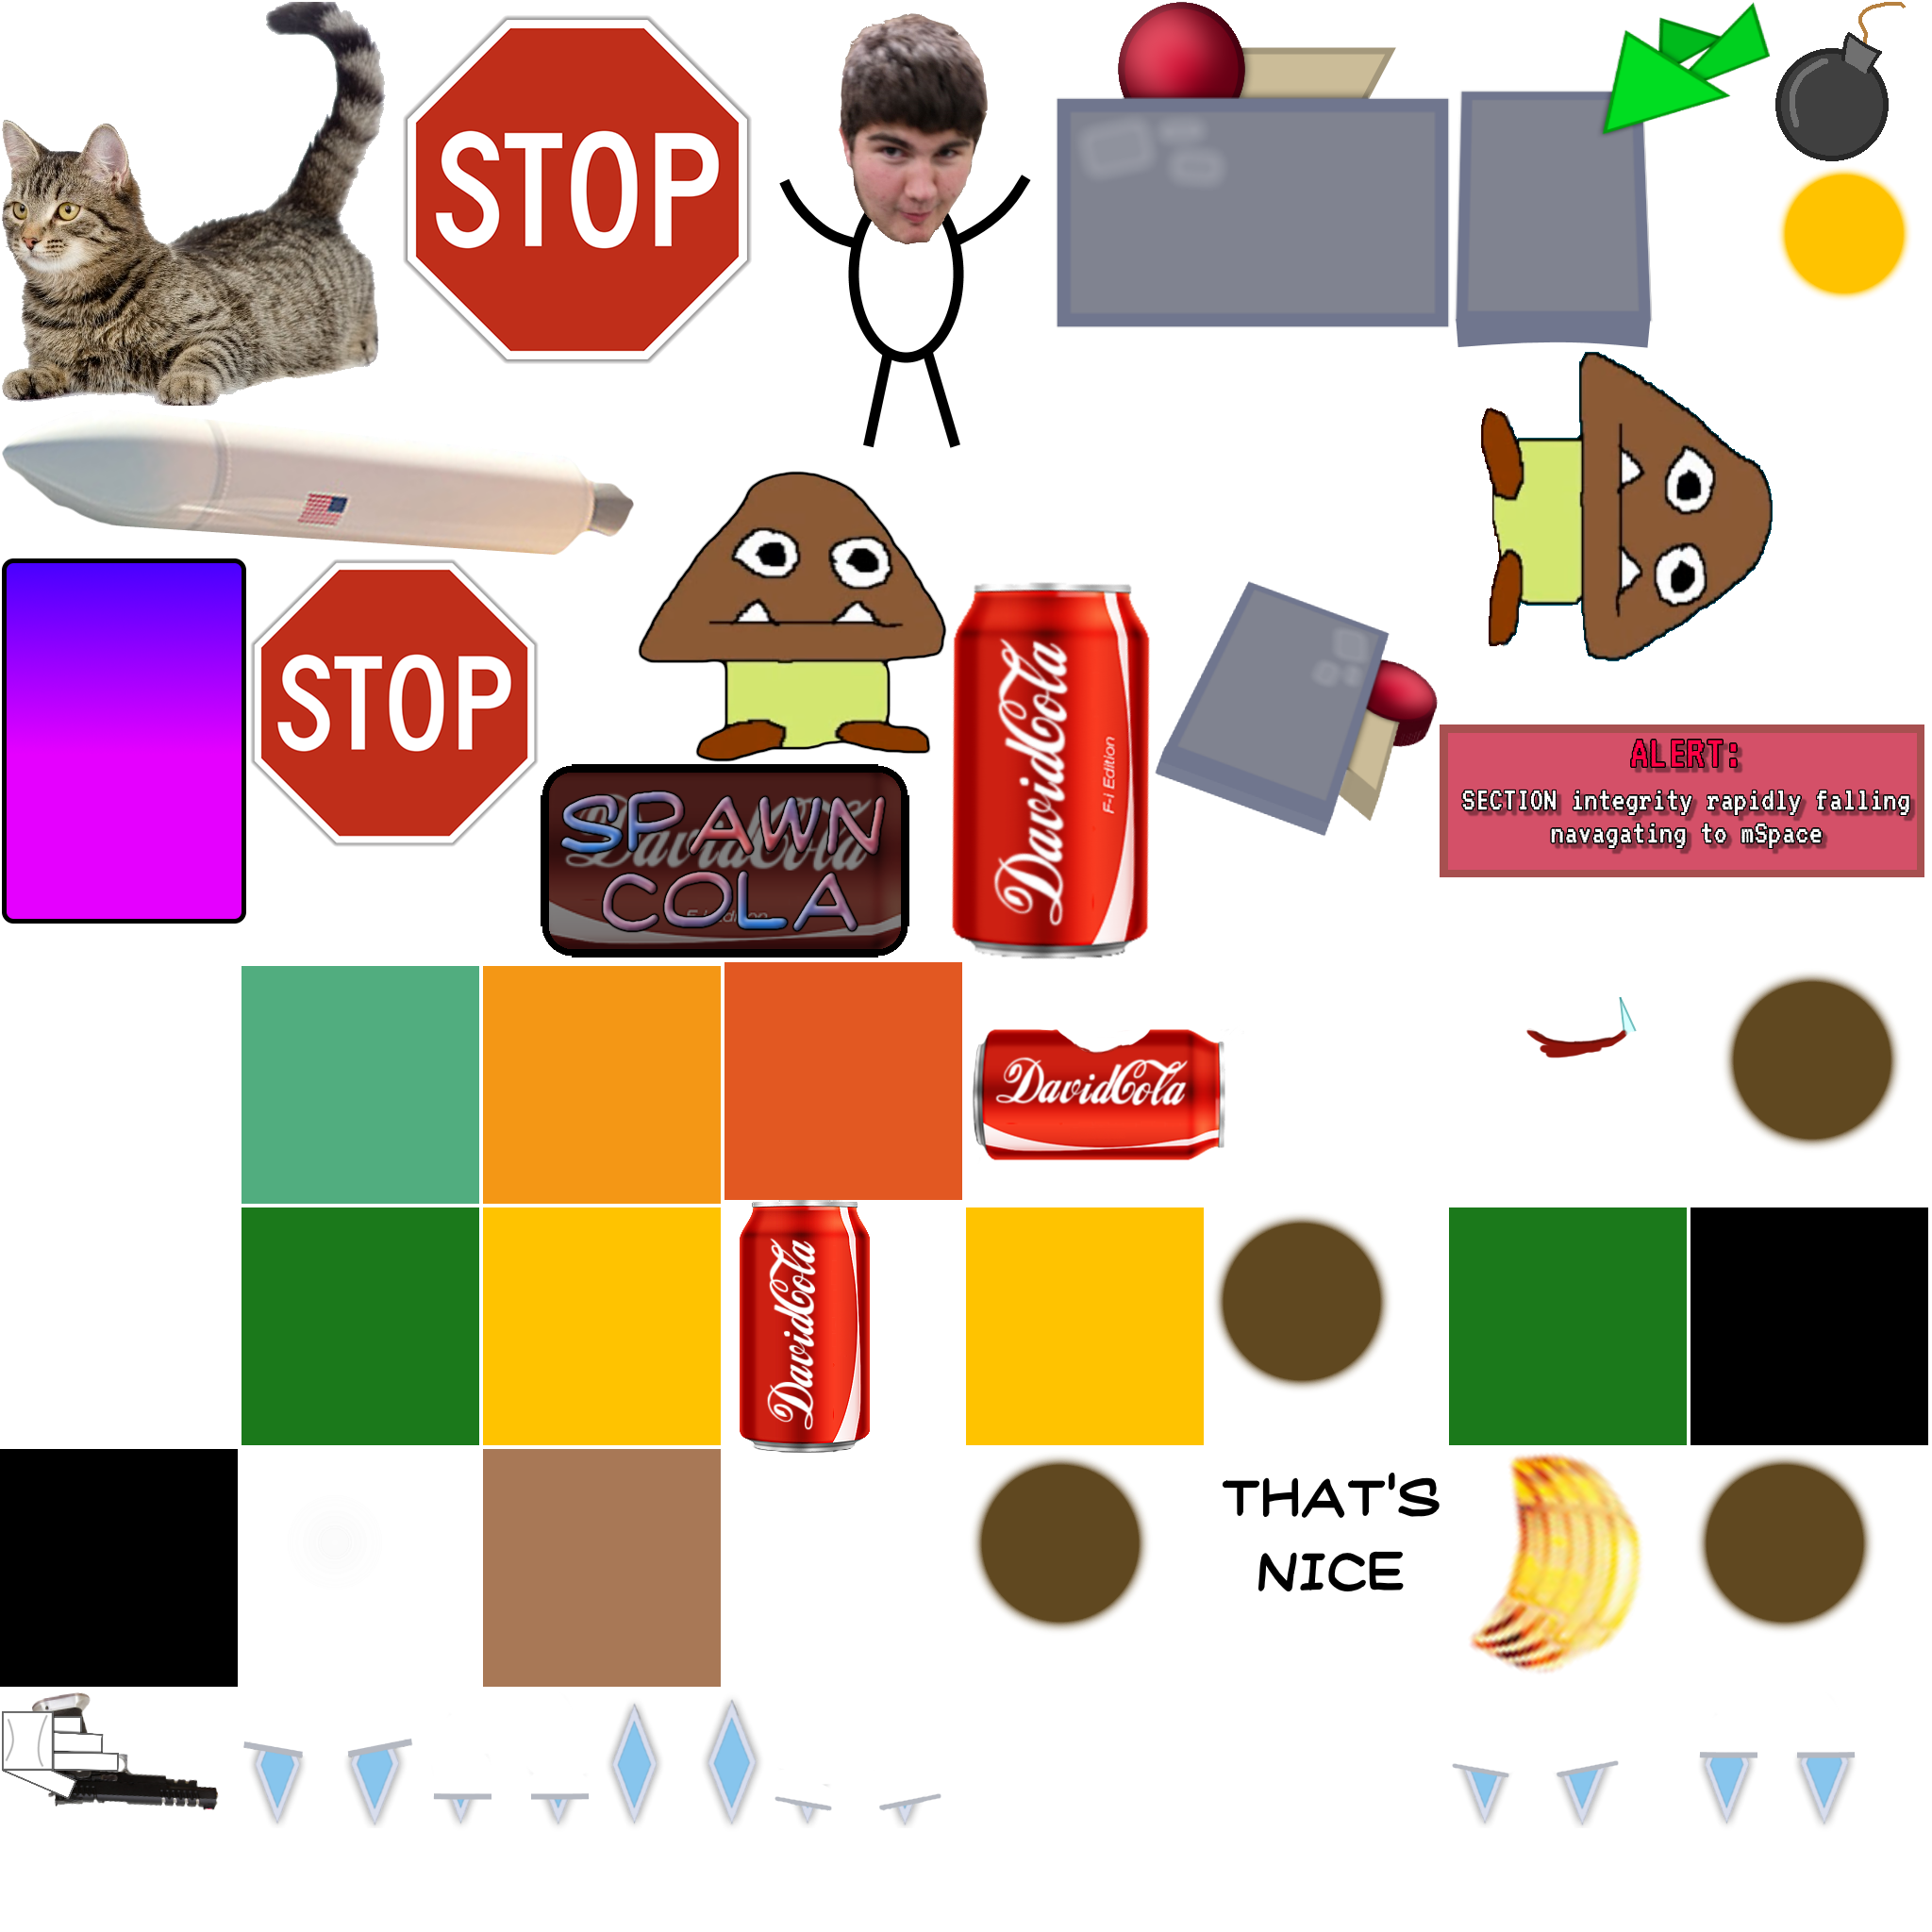 STOP
STOP
DavidCola
F-i Edition
SPAWN
COLA
DavidCola
F-i Edition
ALERT:
SECTION integrity rapidly falling
navagating to mSpace
DavidCola
DavidCola
THAT'S
NICE